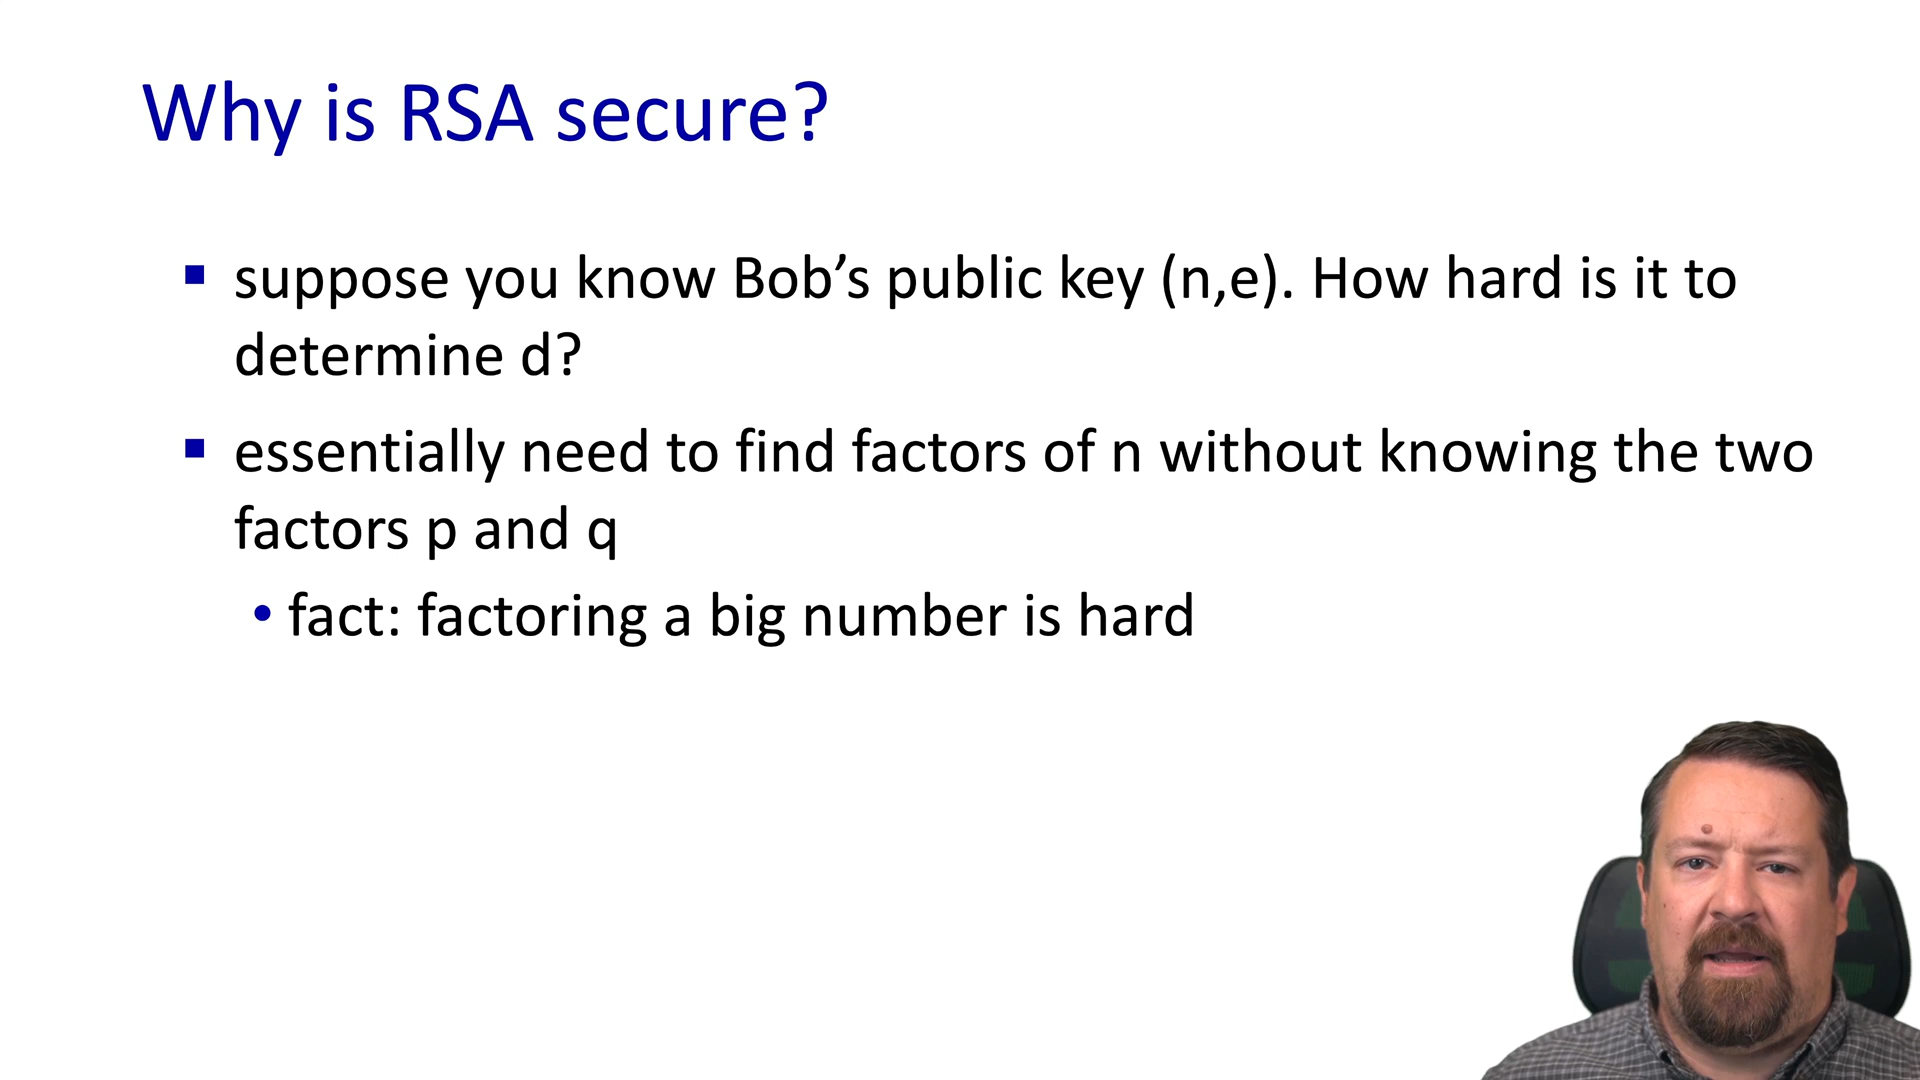 Why is RSA secure?
▪ suppose you know Bob’s public key (n,e). How hard is it to
determine d?
▪ essentially need to find factors of n without knowing the two
factors p and q
• fact: factoring a big number is hard